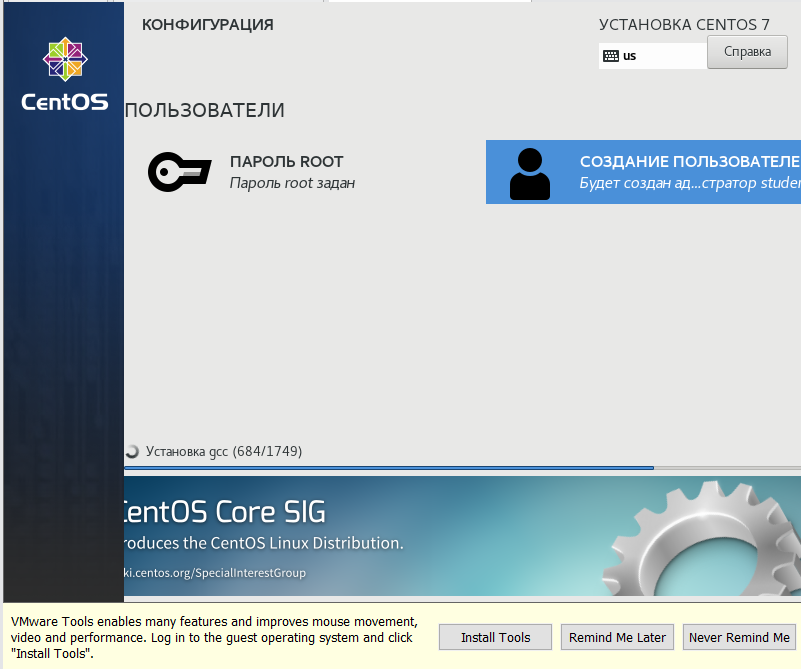 КОНФИГУРАЦИЯ
УСТАНОВКА CENTOS 7
us
Справка
CentOS
ПОЛЬЗОВАТЕЛИ
ПАРОЛЬ ROOT
Пароль root задан
СОЗДАНИЕ ПОЛЬЗОВАТЕЛЕ
Будет создан ад...стратор studen
Установка gcc (684/1749)
CentOS Core SIG
roduces the CentOS Linux Distribution.
ki.centos.org/SpecialInterestGroup
VMware Tools enables many features and improves mouse movement,
video and performance. Log in to the guest operating system and click
"Install Tools".
Install Tools
Remind Me Later
Never Remind Me